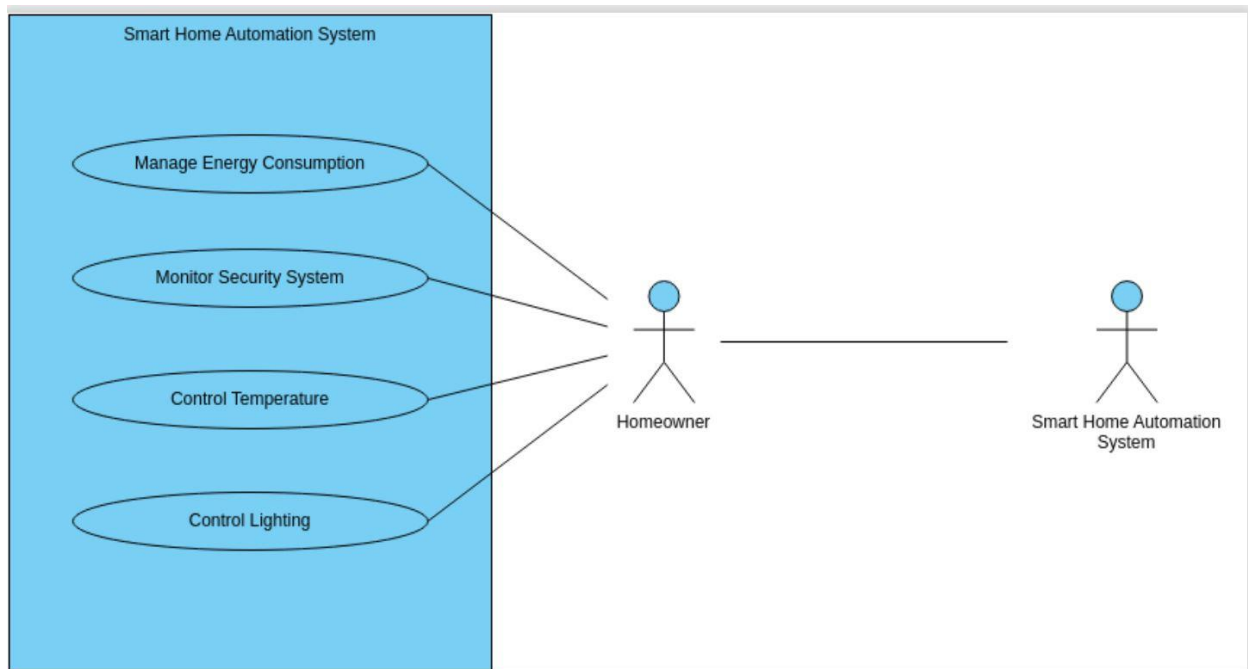 Smart Home Automation System
Manage Energy Consumption
Monitor Security System
Control Temperature
Control Lighting
Homeowner
Smart Home Automation
System